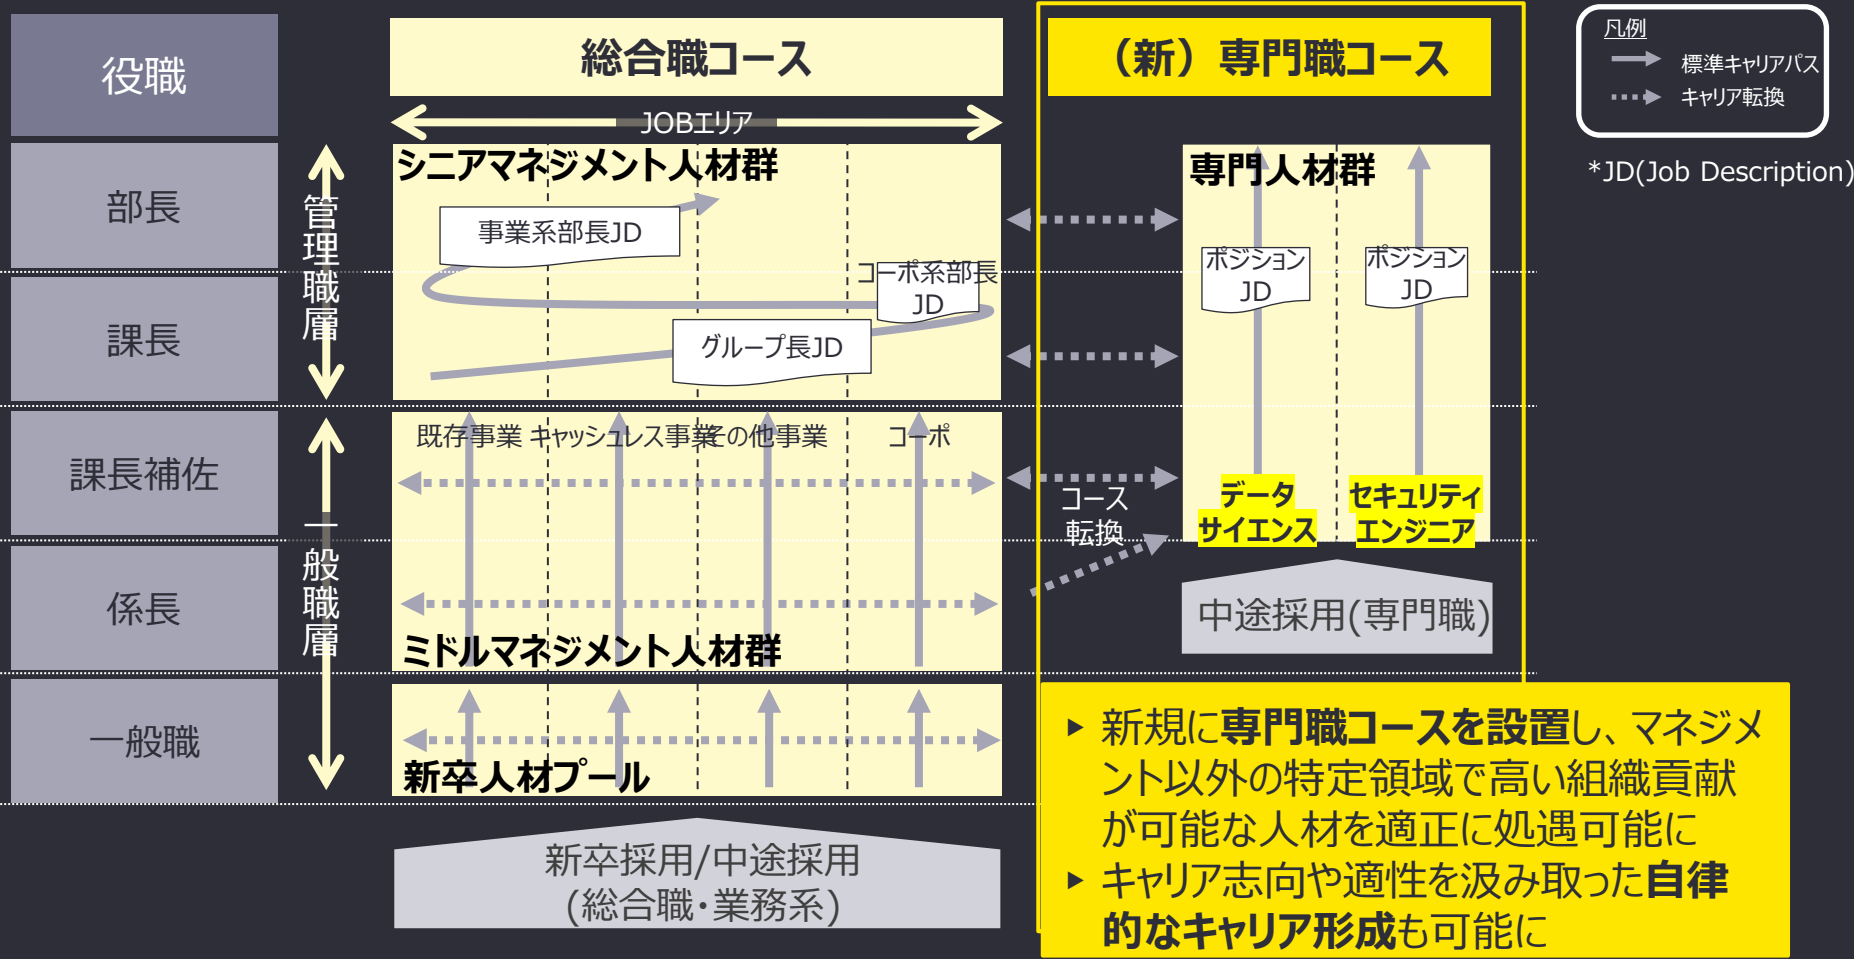 役職
総合職コース
（新）専門職コース
凡例
標準キャリアパス
キャリア転換
*JD(Job Description)
JOBエリア
部長
課長
課長補佐
係長
一般職
管理職層
一般職層
シニアマネジメント人材群
事業系部長JD
コーポ系部長
JD
グループ長JD
既存事業
キャッシュレス事業
その他事業
コーポ
ミドルマネジメント人材群
新卒人材プール
新卒採用/中途採用
(総合職・業務系)
コース
転換
専門人材群
ポジション
JD
ポジション
JD
データ
サイエンス
セキュリティ
エンジニア
中途採用(専門職)
▶ 新規に専門職コースを設置し、マネジメ
ント以外の特定領域で高い組織貢献
が可能な人材を適正に処遇可能に
▶ キャリア志向や適性を汲み取った自律
的なキャリア形成も可能に